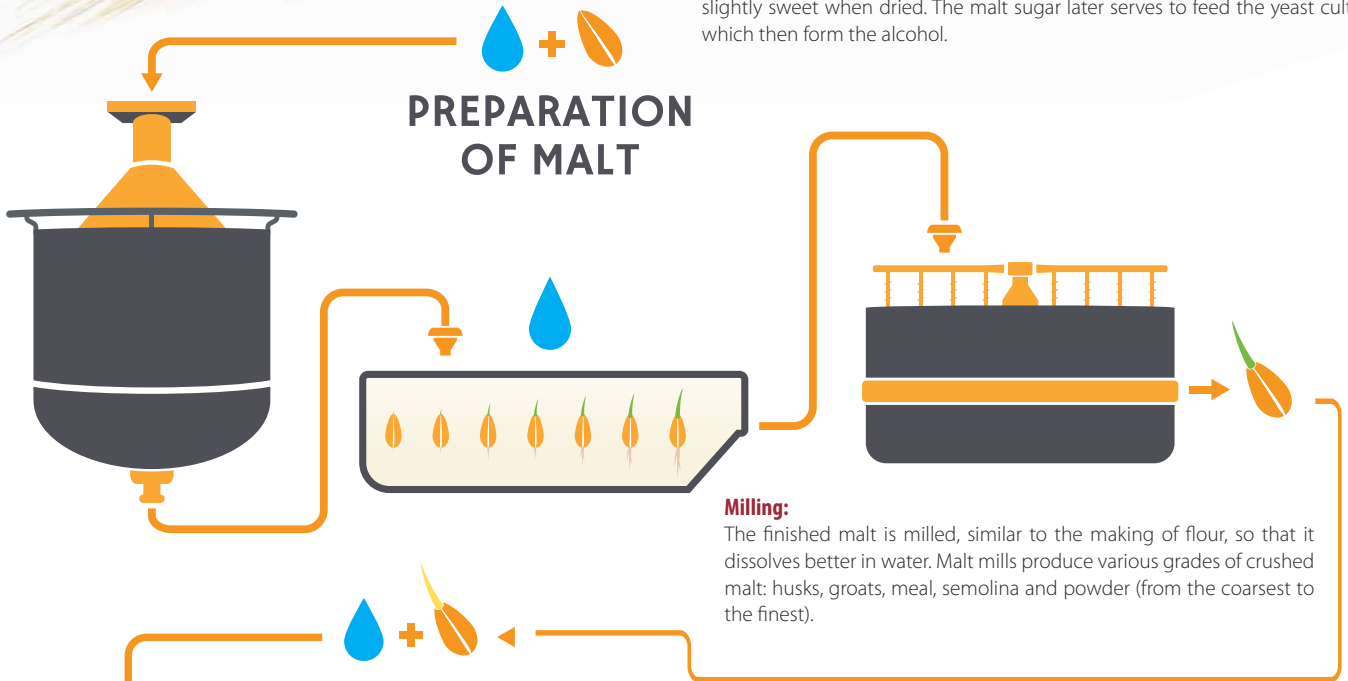 slightly sweet when dried. The malt sugar later serves to feed the yeast
which then form the alcohol.
PREPARATION
OF MALT
Milling:
The finished malt is milled, similar to the making of flour, so that it
dissolves better in water. Malt mills produce various grades of crushed
malt: husks, groats, meal, semolina and powder (from the coarsest to
the finest).